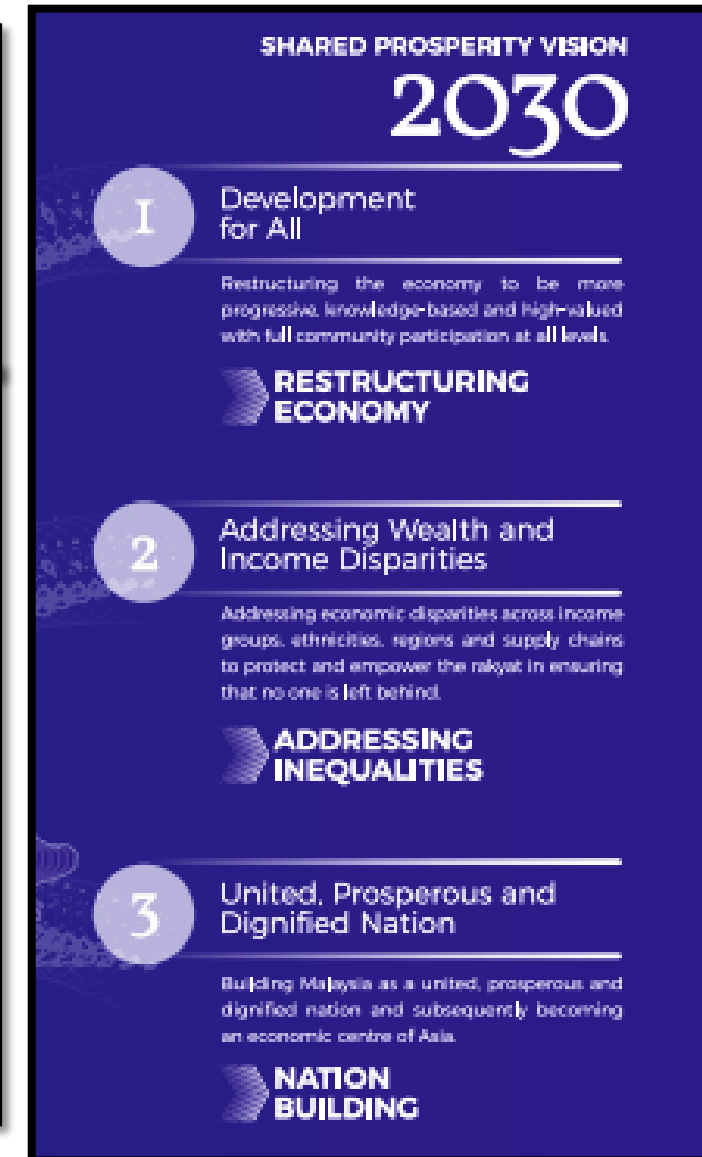 SHARED PROSPERITY VISION
2030
1
Development
for All
Restructuring the economy to be more
progressive, knowledge-based and high-valued
with full community participation at all levels.
RESTRUCTURING
ECONOMY
2
Addressing Wealth and
Income Disparities
Addressing economic disparities across income
groups, ethnicities, regions and supply chains
to protect and empower the rakyat in ensuring
that no one is left behind.
ADDRESSING
INEQUALITIES
3
United, Prosperous and
Dignified Nation
Building Malaysia as a united, prosperous and
dignified nation and subsequently becoming
an economic centre of Asia.
NATION
BUILDING